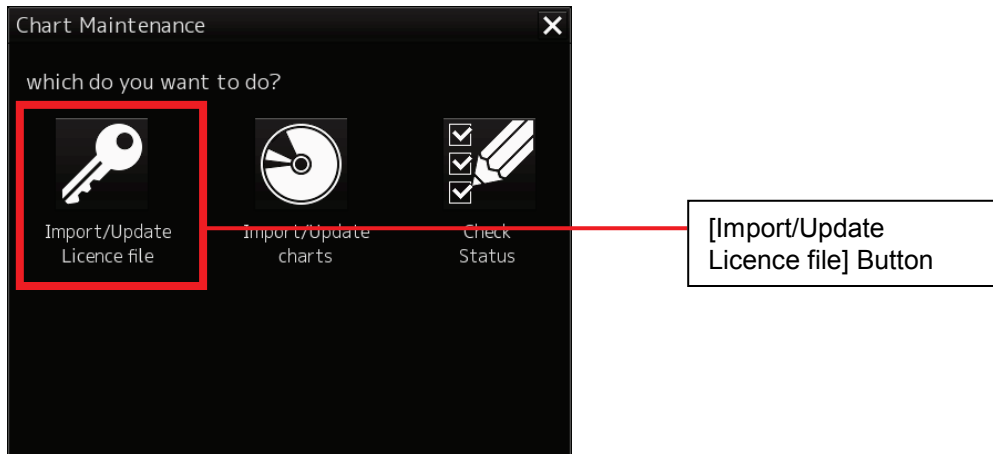 Chart Maintenance
which do you want to do?
Import/Update
Licence file
Import/Update
charts
Check
Status
[Import/Update
Licence file] Button